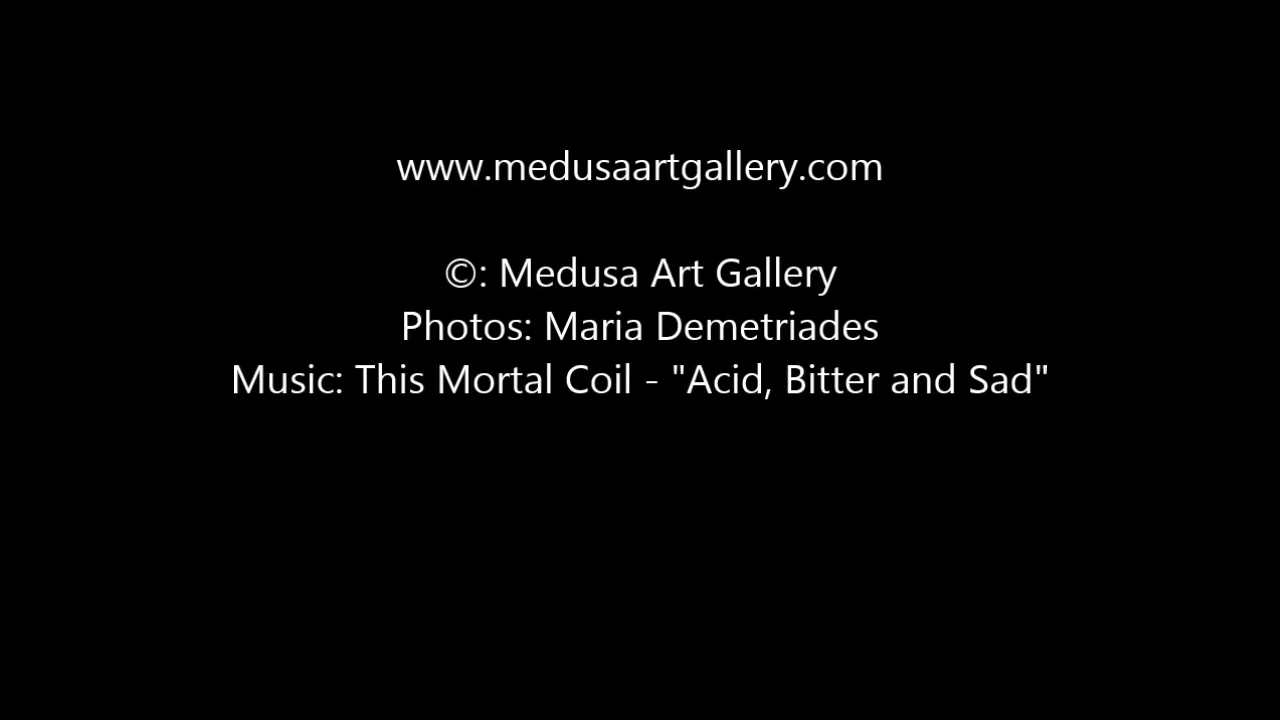 www.medusaartgallery.com
©: Medusa Art Gallery
Photos: Maria Demetriades
Music: This Mortal Coil - "Acid, Bitter and Sad"